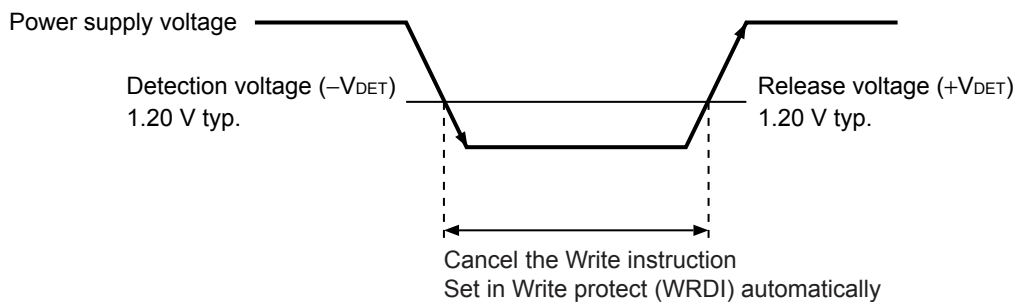 Power supply voltage
Detection voltage (−VDET)
1.20 V typ.
Release voltage (+VDET)
1.20 V typ.
Cancel the Write instruction
Set in Write protect (WRDI) automatically